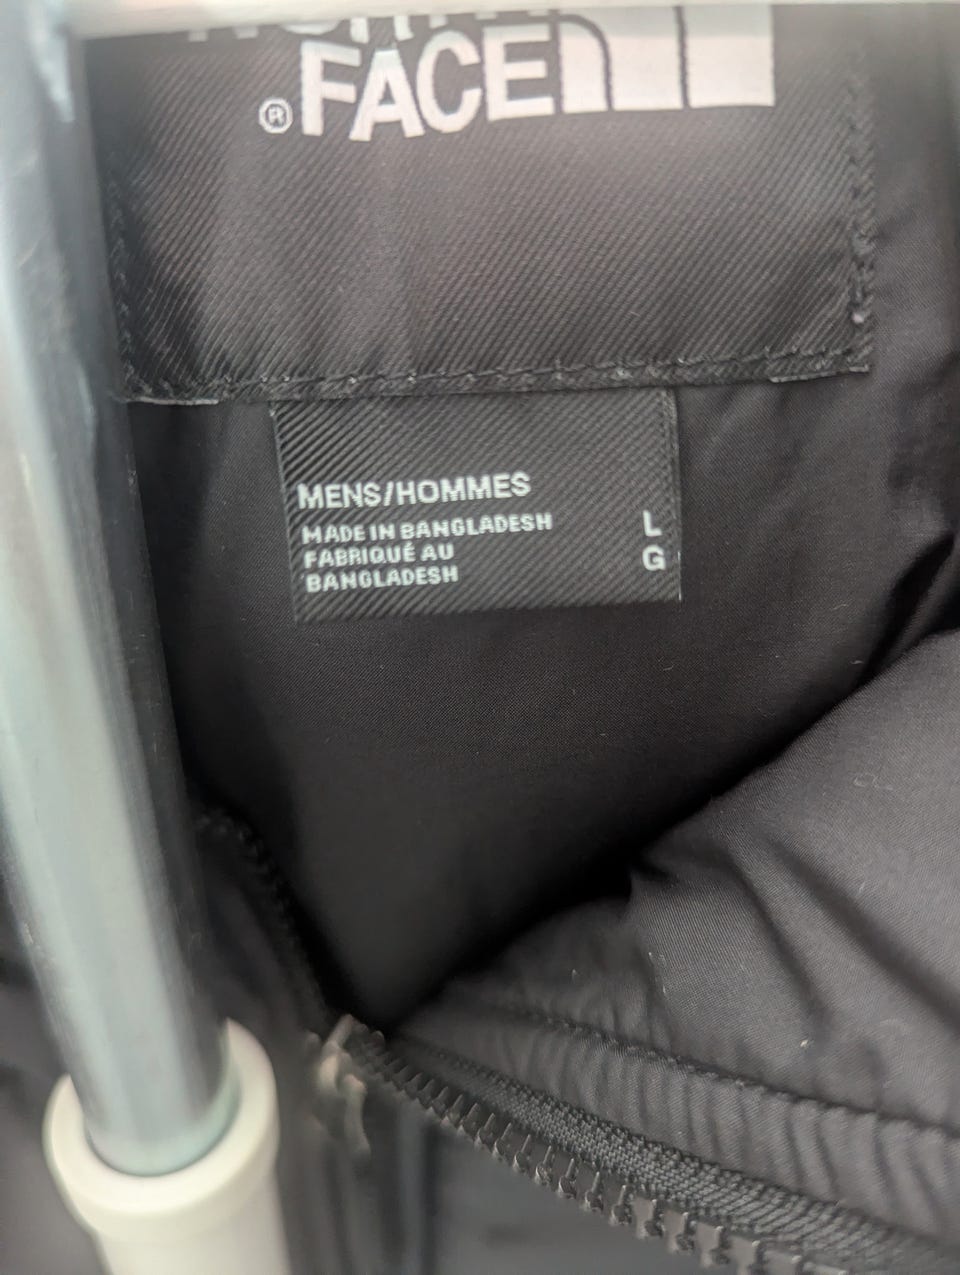 FACE®
MENS/HOMMES
MADE IN BANGLADESH
FABRIQUÉ AU
BANGLADESH
L
G